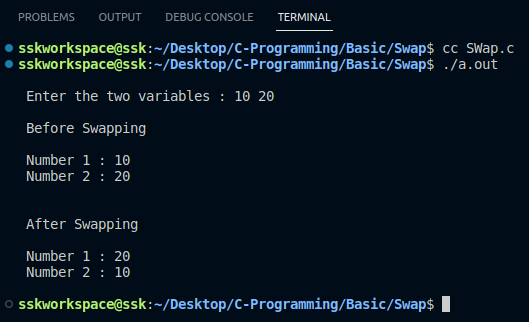 PROBLEMS OUTPUT DEBUG CONSOLE TERMINAL
sskworkspace@ssk:~/Desktop/C-Programming/Basic/Swap$ cc SWap.c
sskworkspace@ssk:~/Desktop/C-Programming/Basic/Swap$ ./a.out
Enter the two variables : 10 20
Before Swapping
Number 1 : 10
Number 2 : 20
After Swapping
Number 1 : 20
Number 2 : 10
sskworkspace@ssk:~/Desktop/C-Programming/Basic/Swap$